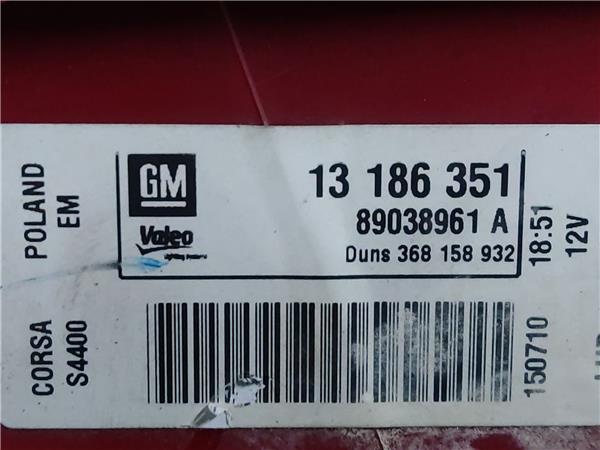 POLAND
EM
GM
13 186 351
Valeo
89038961 A
Duns 368 158 932
18:51
12V
CORSA
S4400
150710